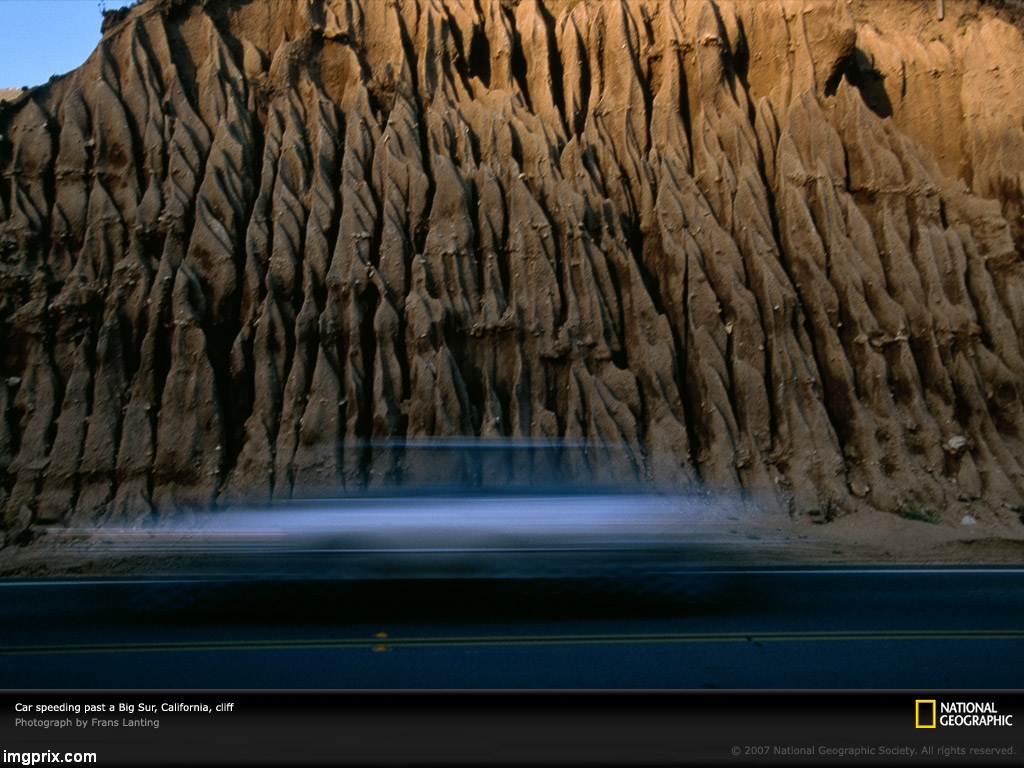 Car speeding past a Big Sur, California, cliff
Photograph by Frans Lanting
NATIONAL
GEOGRAPHIC
© 2007 National Geographic Society. All rights reserved.
imgprix.com